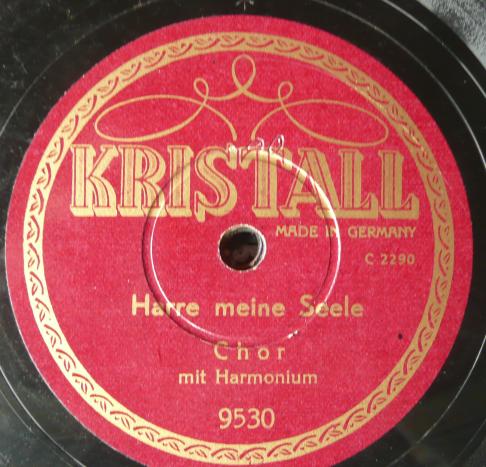 KRISTALL
MADE IN GERMANY
C 2290
Harre meine Seele
Chor
mit Harmonium
9530